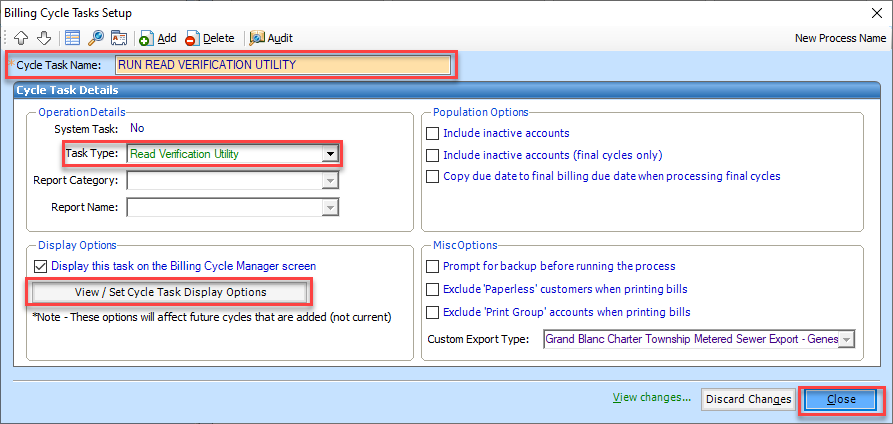 Billing Cycle Tasks Setup
Add Delete Audit New Process Name
Cycle Task Name: RUN READ VERIFICATION UTILITY
Cycle Task Details
Operation Details
System Task: No
Task Type: Read Verification Utility
Report Category:
Report Name:
Population Options
Include inactive accounts
Include inactive accounts (final cycles only)
Copy due date to final billing due date when processing final cycles
Display Options
Display this task on the Billing Cycle Manager screen
View / Set Cycle Task Display Options
*Note - These options will affect future cycles that are added (not current)
Misc Options
Prompt for backup before running the process
Exclude 'Paperless' customers when printing bills
Exclude 'Print Group' accounts when printing bills
Custom Export Type: Grand Blanc Charter Township Metered Sewer Export - Genes
View changes... Discard Changes Close